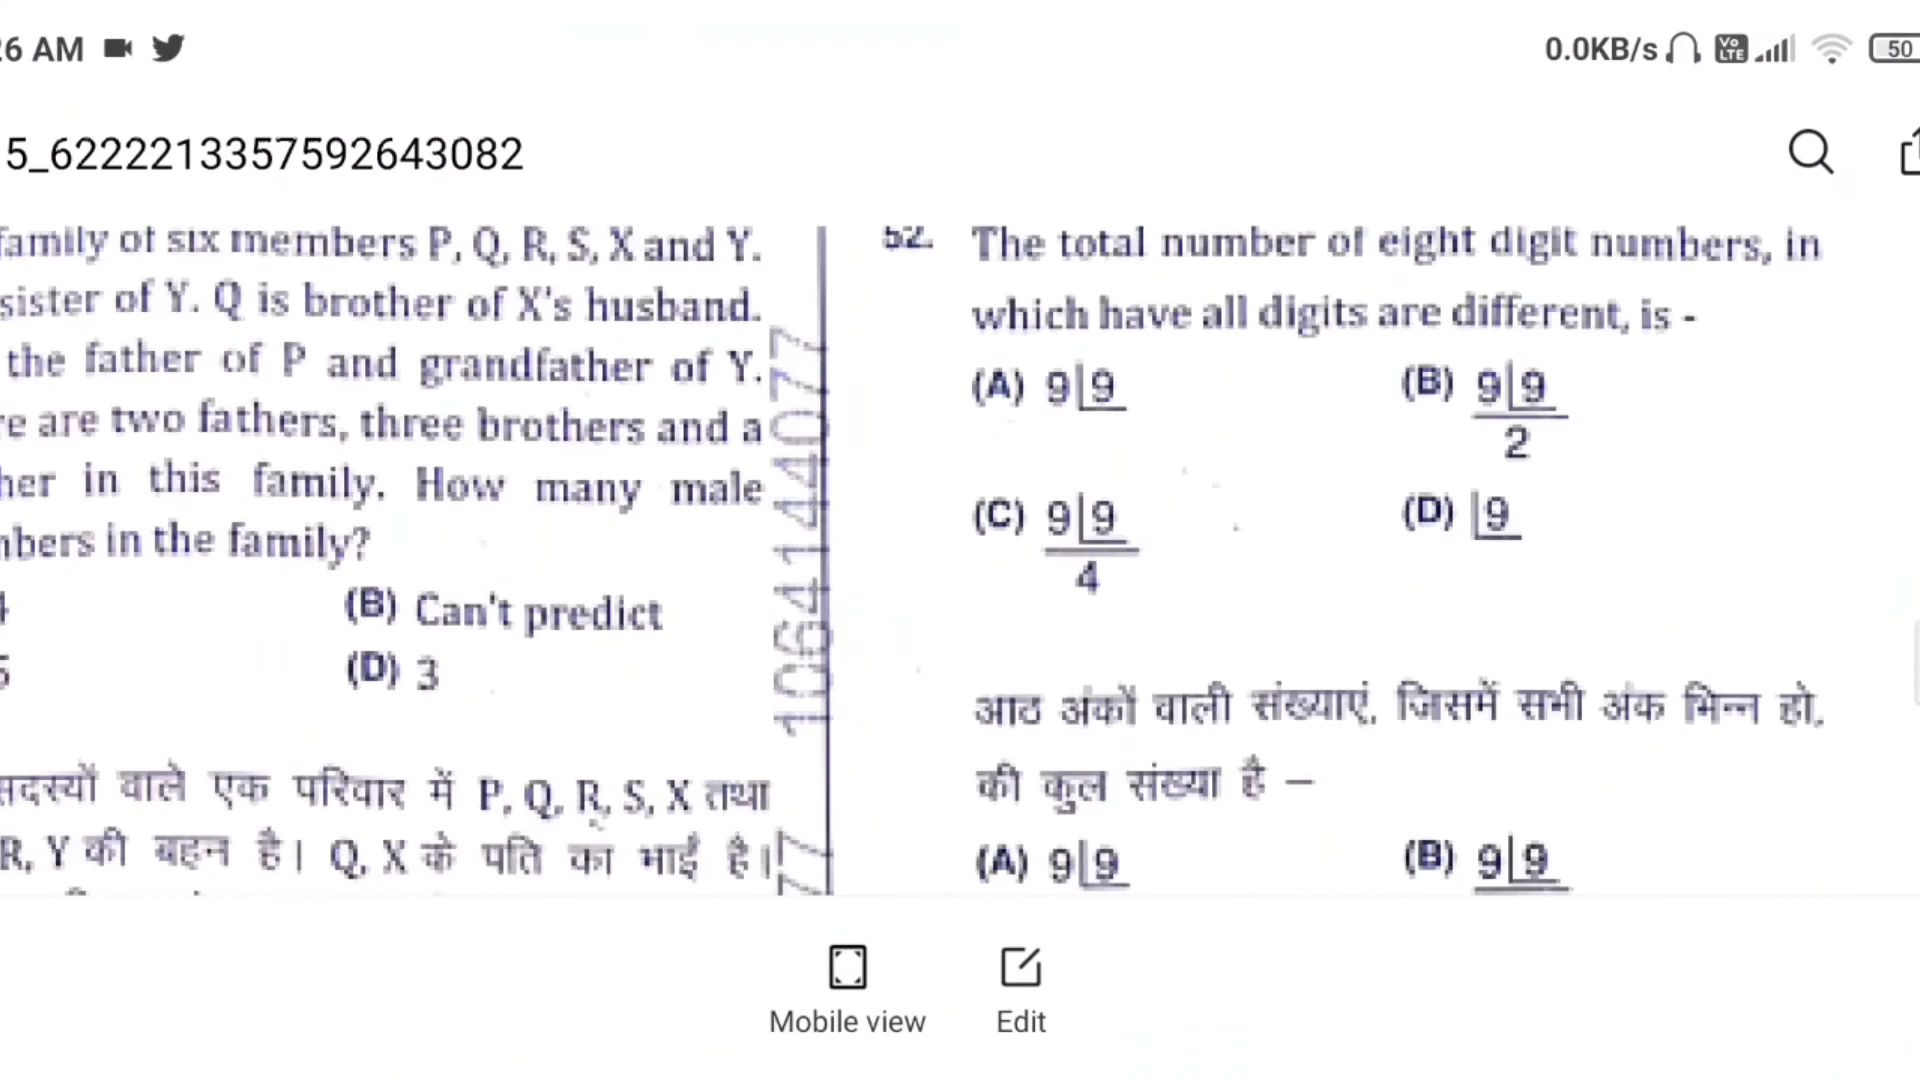 26 AM
0.0KB/s Vo LTE 50
5_6222213357592643082
family of six members P, Q, R, S, X and Y.
sister of Y. Q is brother of X's husband.
the father of P and grandfather of Y.
re are two fathers, three brothers and a
her in this family. How many male
nbers in the family?
(B) Can't predict
5 (D) 3
सदस्यों वाले एक परिवार में P, Q, R, S, X तथा
R, Y की बहन है। Q, X के पति का भाई है।
1064144077
52. The total number of eight digit numbers, in
which have all digits are different, is -
(A) 9|9 (B) 9|9
2
(C) 9|9 (D) |9
4
आठ अंकों वाली संख्याएं, जिसमें सभी अंक भिन्न हो,
की कुल संख्या है –
(A) 9|9 (B) 9|9
Mobile view Edit